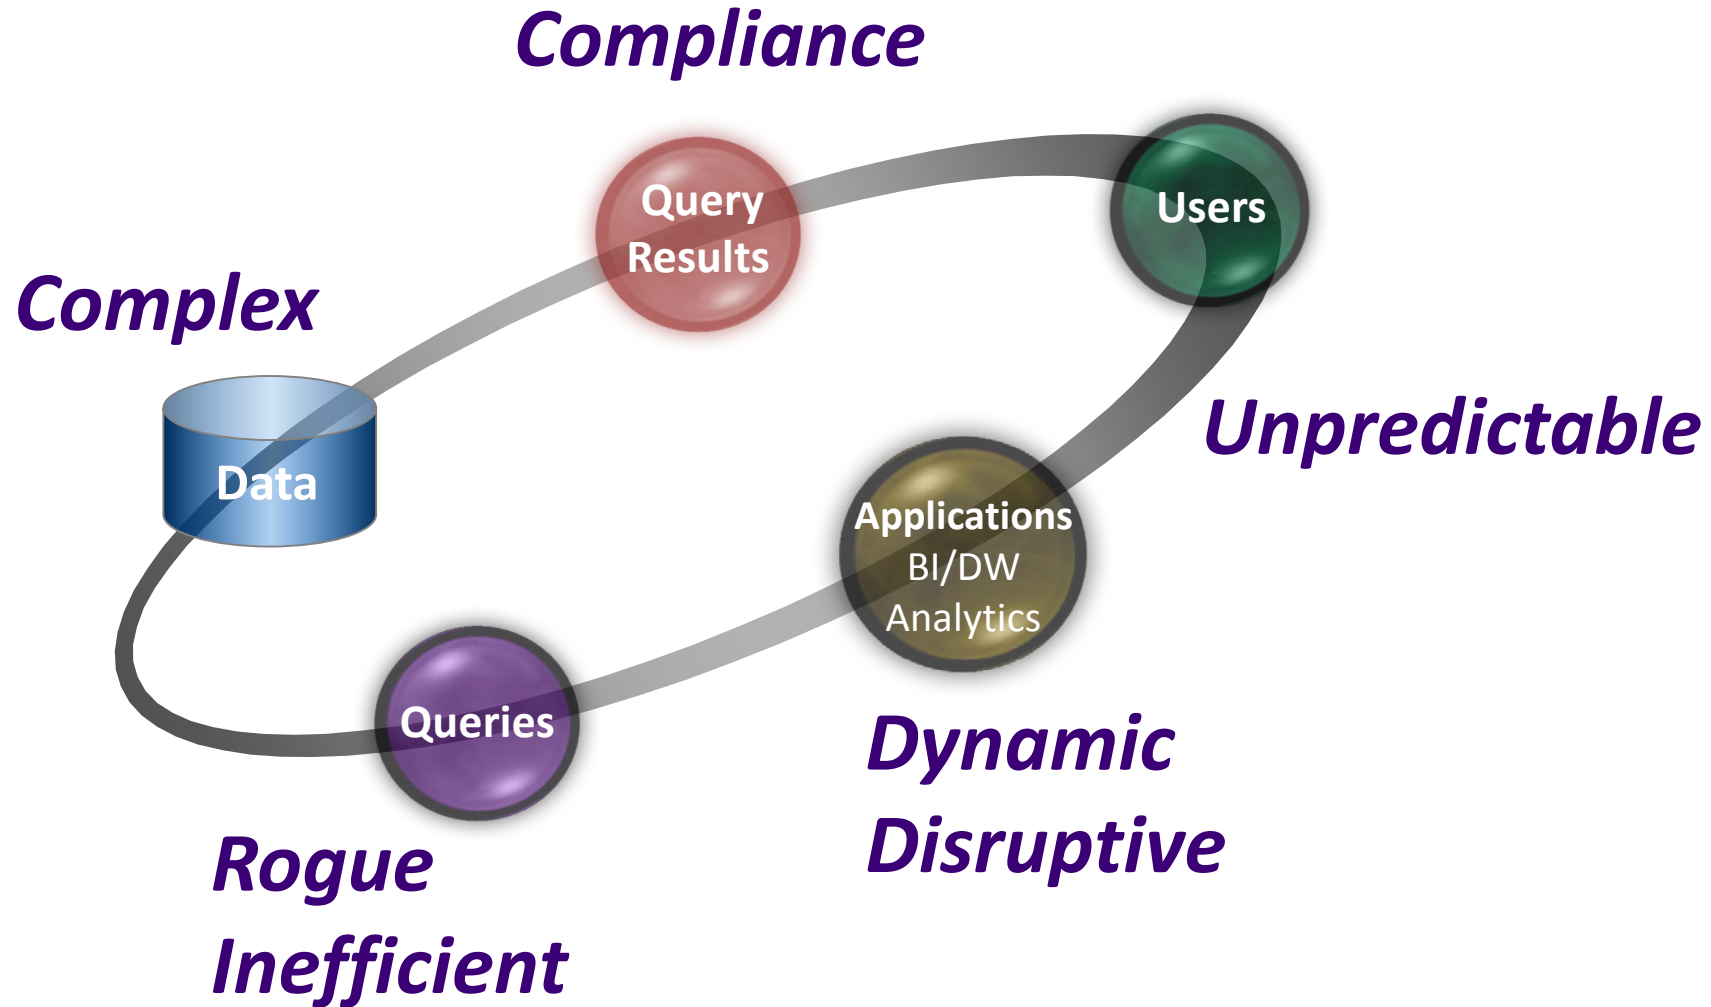 Compliance
Query
Results
Users
Complex
Data
Unpredictable
Applications
BI/DW
Analytics
Queries
Dynamic
Disruptive
Rogue
Inefficient